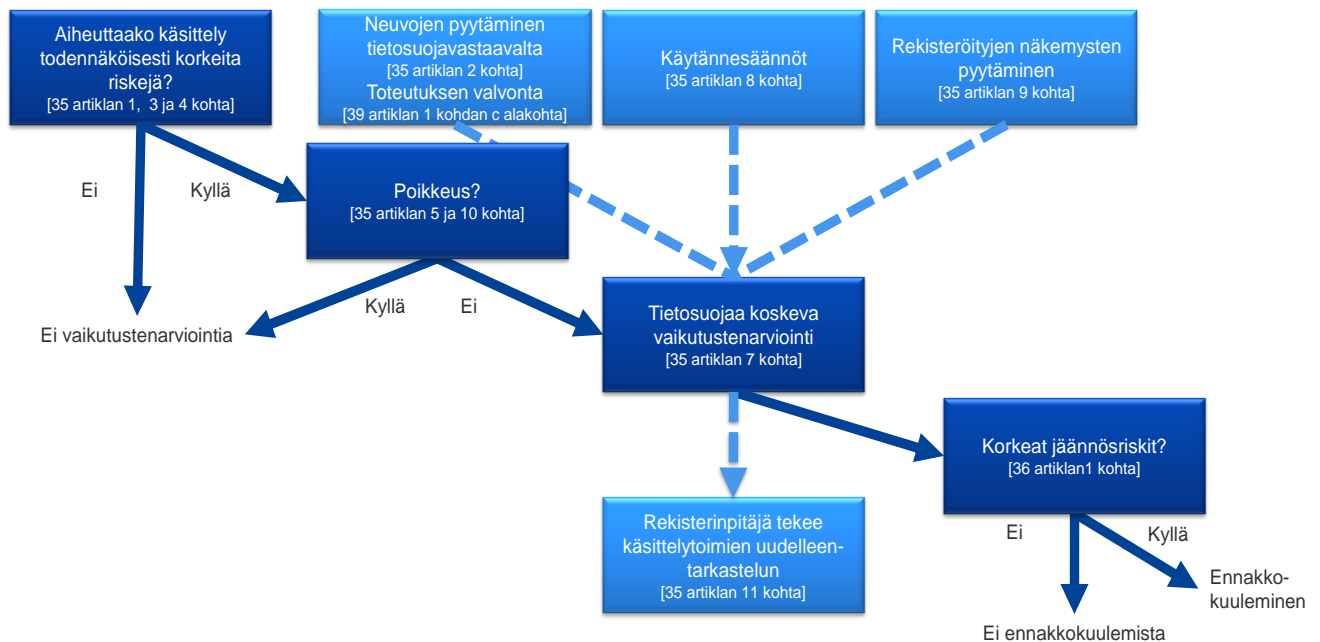 Aiheuttaako käsittely
todennäköisesti korkeita
riskejä?
[35 artiklan 1, 3 ja 4 kohta]
Neuvojen pyytäminen
tietosuojavastaavalta
[35 artiklan 2 kohta]
Toteutuksen valvonta
[39 artiklan 1 kohdan c alakohta]
Käytännesäännöt
[35 artiklan 8 kohta]
Rekisteröityjen näkemysten
pyytäminen
[35 artiklan 9 kohta]
Ei
Kyllä
Poikkeus?
[35 artiklan 5 ja 10 kohta]
Kyllä
Ei
Ei vaikutustenarviointia
Tietosuojaa koskeva
vaikutustenarviointi
[35 artiklan 7 kohta]
Korkeat jäännösriskit?
[36 artiklan1 kohta]
Rekisterinpitäjä tekee
käsittelytoimien uudelleen-
tarkastelun
[35 artiklan 11 kohta]
Ei
Kyllä
Ennakko-
kuuleminen
Ei ennakkokuulemista